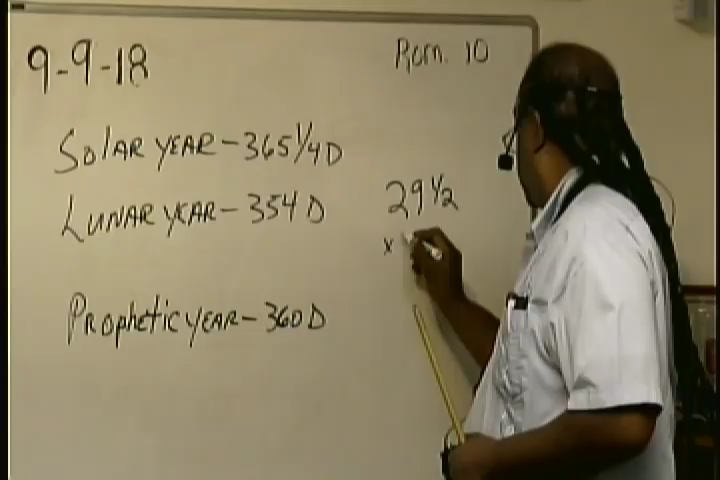 9-9-18
Rom. 10
Solar year - 365 1/4 D
Lunar year - 354 D
29 1/2
x
Prophetic year - 360 D